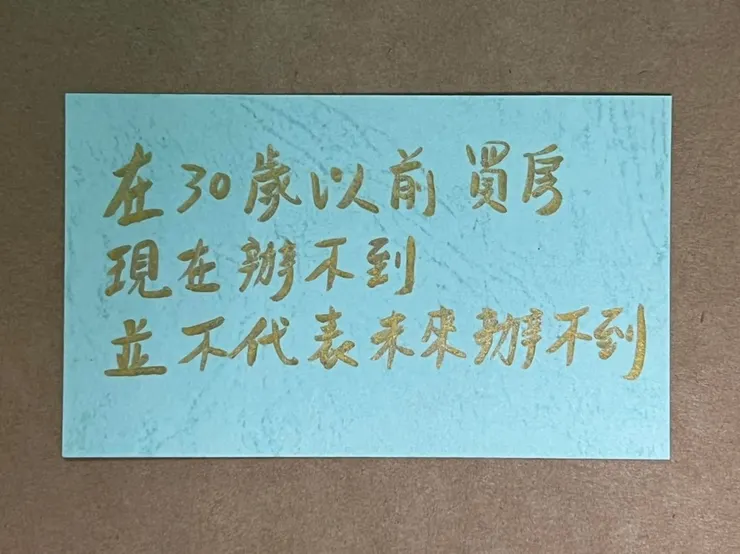 在30歲以前買房
現在辦不到
並不代表未來辦不到